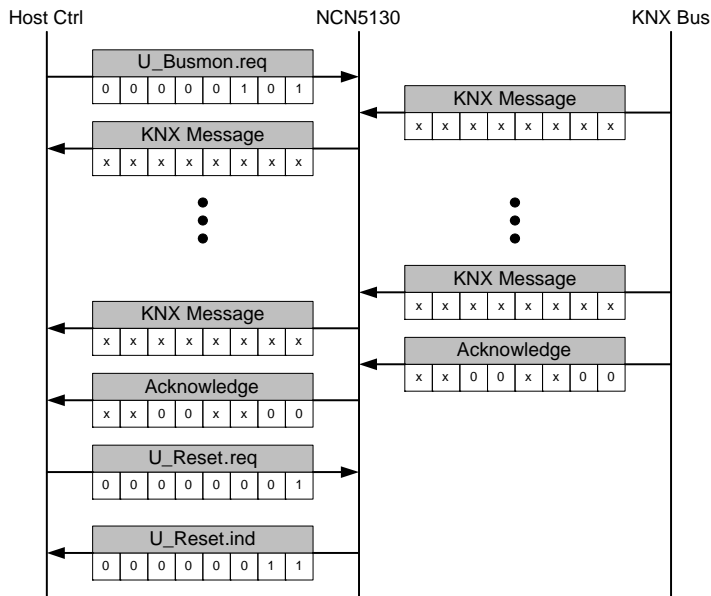 Host Ctrl NCN5130 KNX Bus
U_Busmon.req
0 0 0 0 0 1 0 1
KNX Message
x x x x x x x x
KNX Message
x x x x x x x x
KNX Message
x x x x x x x x
KNX Message
x x x x x x x x
Acknowledge
x x 0 0 x x 0 0
Acknowledge
x x 0 0 x x 0 0
U_Reset.req
0 0 0 0 0 0 0 1
U_Reset.ind
0 0 0 0 0 0 1 1